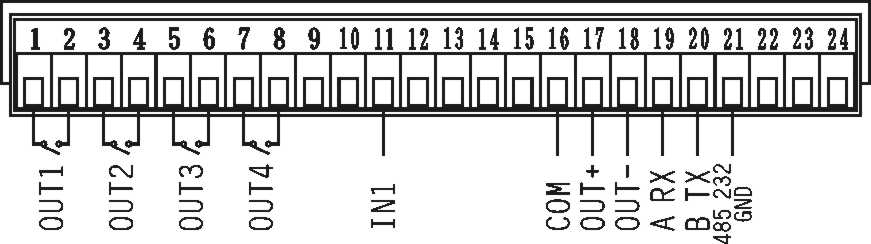 1 2 3 4 5 6 7 8 9 10 11 12 13 14 15 16 17 18 19 20 21 22 23 24
OUT1
OUT2
OUT3
OUT4
IN1
COM
OUT+
OUT-
A RX
B TX
485 232
GND